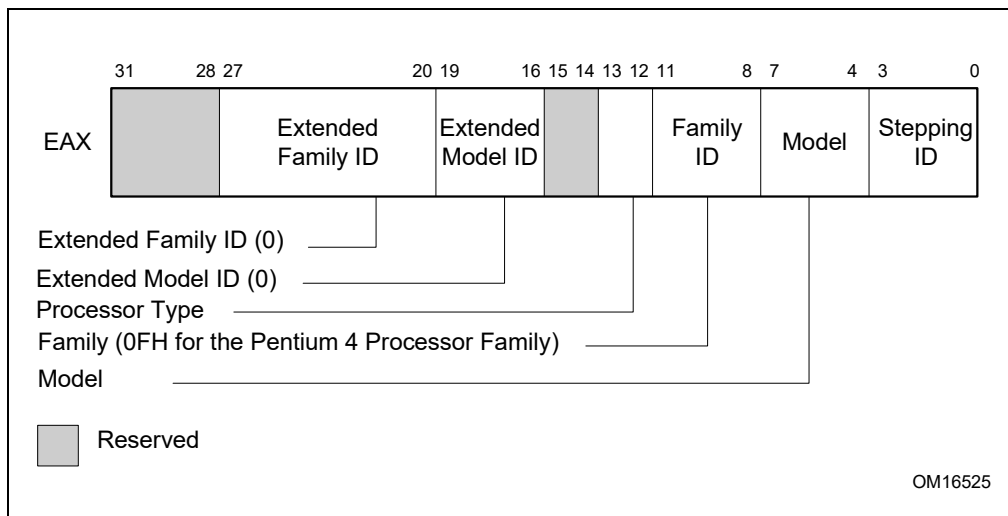 31 28 27 20 19 16 15 14 13 12 11 8 7 4 3 0
EAX
Extended
Family ID
Extended
Model ID
Family
ID
Model
Stepping
ID
Extended Family ID (0)
Extended Model ID (0)
Processor Type
Family (0FH for the Pentium 4 Processor Family)
Model
Reserved
OM16525